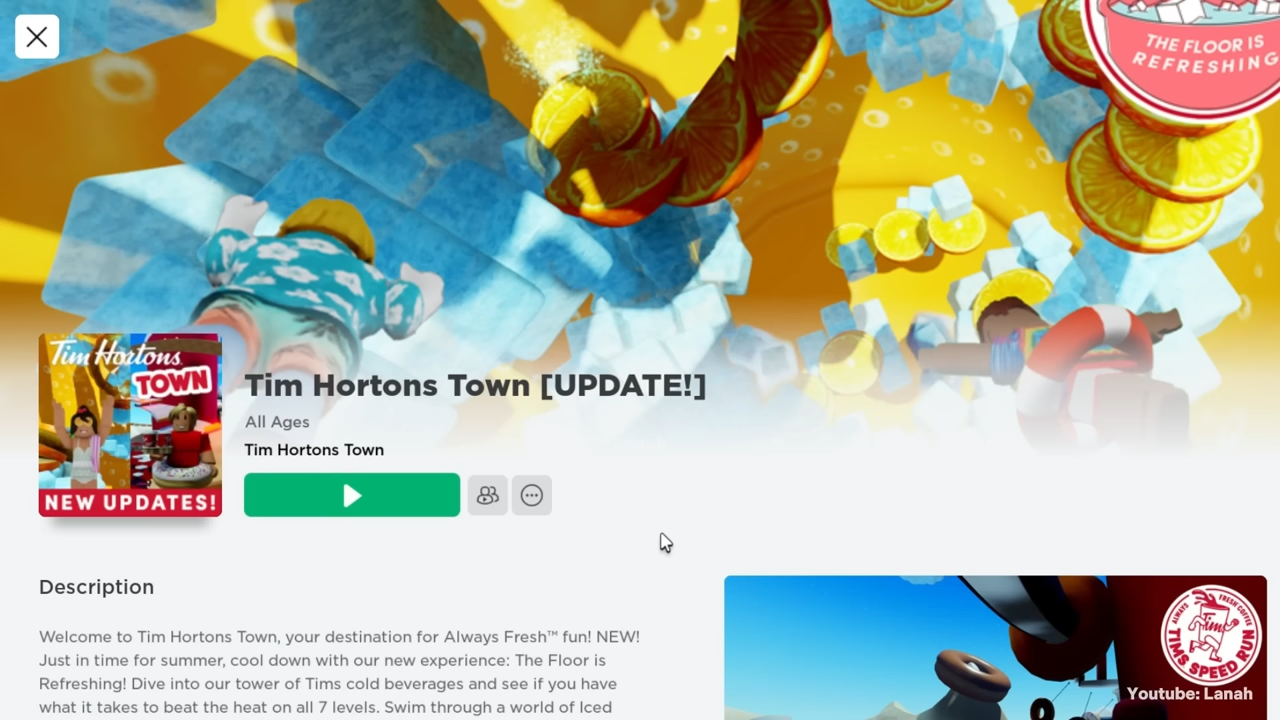 THE FLOOR IS
REFRESHING
Tim Hortons
TOWN
NEW UPDATES!
Tim Hortons Town [UPDATE!]
All Ages
Tim Hortons Town
Description
Welcome to Tim Hortons Town, your destination for Always Fresh™ fun! NEW!
Just in time for summer, cool down with our new experience: The Floor is
Refreshing! Dive into our tower of Tims cold beverages and see if you have
what it takes to beat the heat on all 7 levels. Swim through a world of Iced
ALWAYS FRESH COFFEE
Tims
TIMS SPEED RUN
Youtube: Lanah